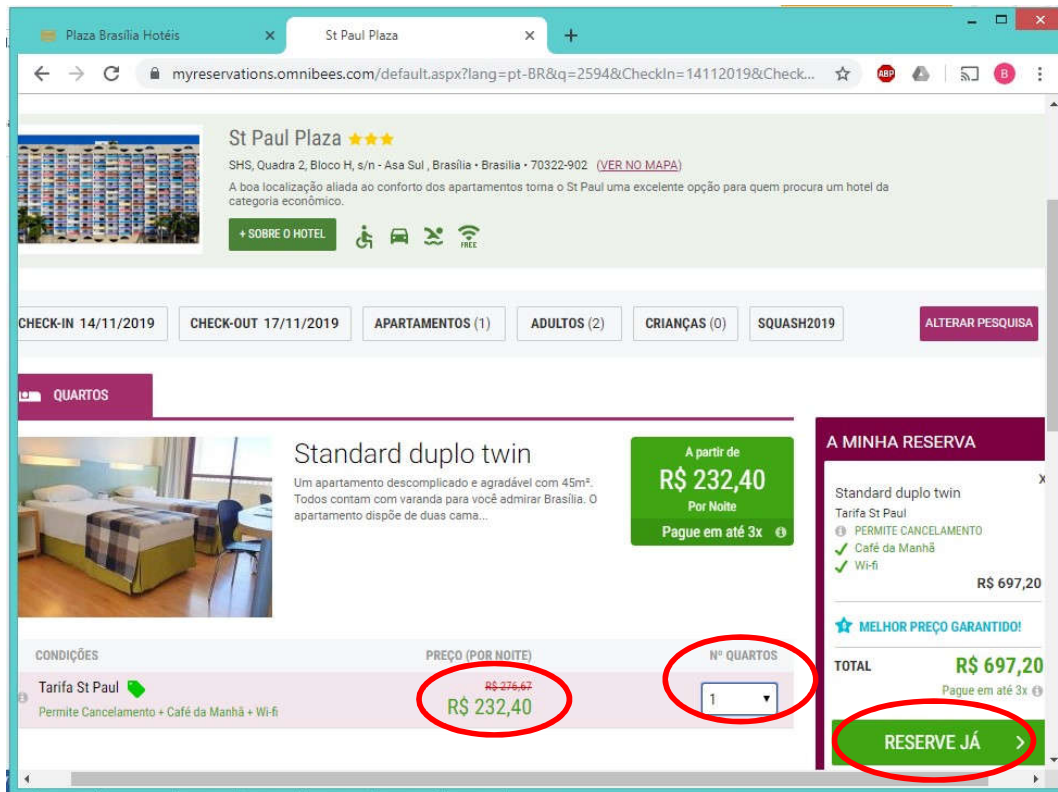 Plaza Brasília Hotéis
St Paul Plaza
myreservations.omnibees.com/default.aspx?lang=pt-BR&q=2594&CheckIn=14112019&Check...
ABP
B
St Paul Plaza
SHS, Quadra 2, Bloco H, s/n - Asa Sul , Brasília • Brasilia • 70322-902 (VER NO MAPA)
A boa localização aliada ao conforto dos apartamentos torna o St Paul uma excelente opção para quem procura um hotel da
categoria econômico.
+ SOBRE O HOTEL
FREE
CHECK-IN 14/11/2019
CHECK-OUT 17/11/2019
APARTAMENTOS (1)
ADULTOS (2)
CRIANÇAS (0)
SQUASH2019
ALTERAR PESQUISA
QUARTOS
Standard duplo twin
Um apartamento descomplicado e agradável com 45m².
Todos contam com varanda para você admirar Brasília. O
apartamento dispõe de duas cama...
A partir de
R$ 232,40
Por Noite
Pague em até 3x
CONDIÇÕES
PREÇO (POR NOITE)
Nº QUARTOS
Tarifa St Paul
Permite Cancelamento + Café da Manhã + Wi-fi
R$ 276,67
R$ 232,40
1
A MINHA RESERVA
X
Standard duplo twin
Tarifa St Paul
PERMITE CANCELAMENTO
Café da Manhã
Wi-fi
R$ 697,20
MELHOR PREÇO GARANTIDO!
TOTAL R$ 697,20
Pague em até 3x
RESERVE JÁ